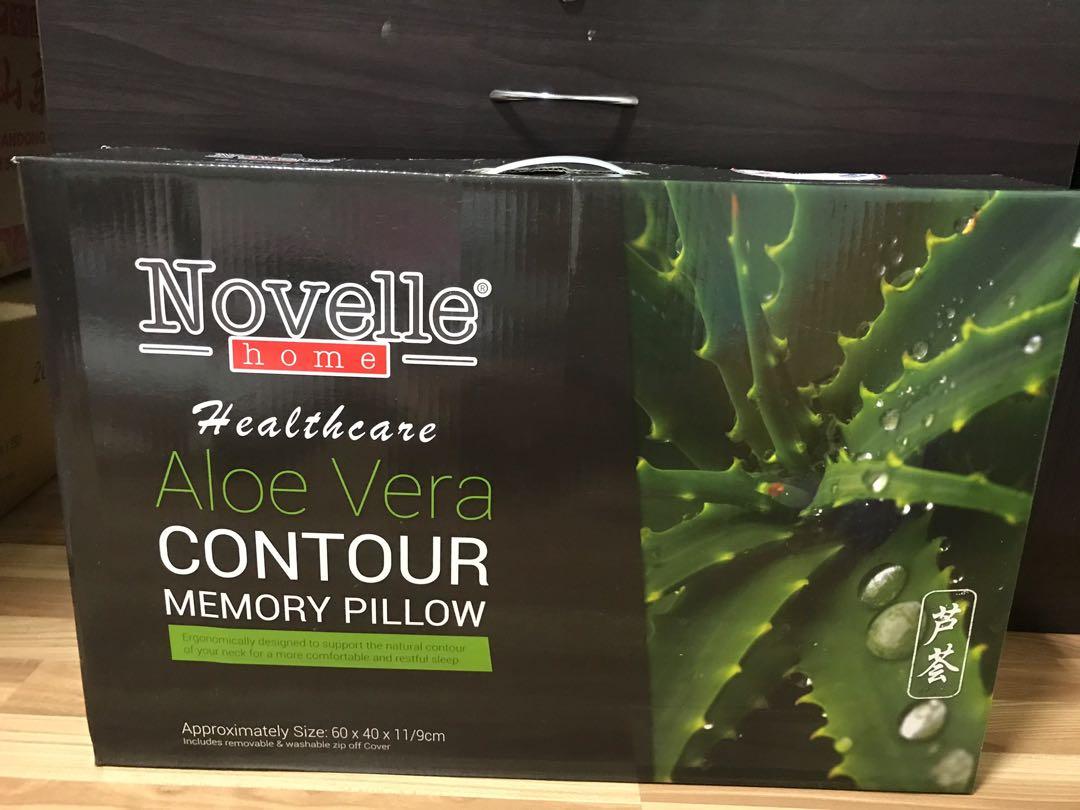 Novelle®
home
Healthcare
Aloe Vera
CONTOUR
MEMORY PILLOW
Ergonomically designed to support the natural contour
of your neck for a more comfortable and restful sleep
Approximately Size: 60 x 40 x 11/9cm
Includes removable & washable zip off Cover
芦荟